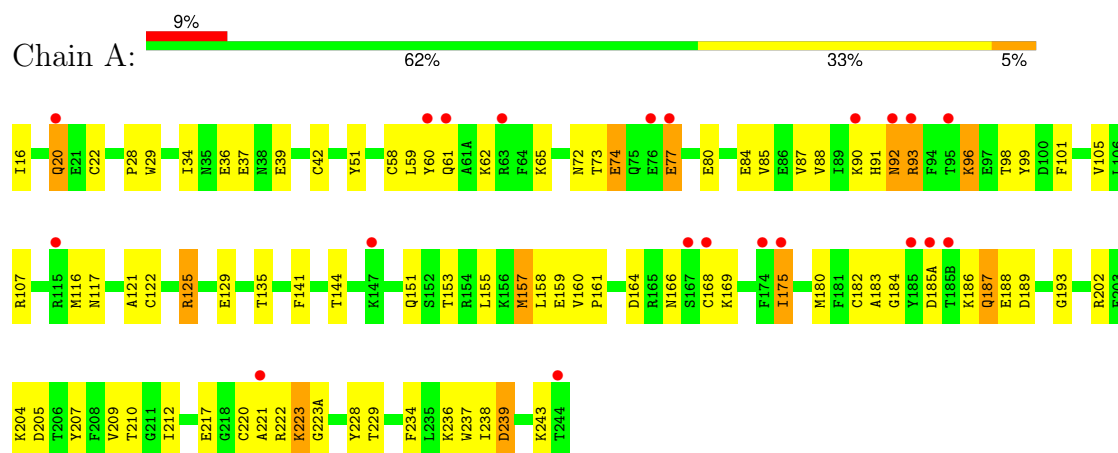 9%
Chain A:
62% 33% 5%
I16 Q20 E21 C22 P28 W29 I34 N35 E36 E37 N38 E39 C42 Y51 C58 L59 Y60 Q61 A61A K62 R63 F64 K65 N72 T73 E74 Q75 E76 E77 E80 E84 V85 E86 V87 V88 I89 K90 H91 N92 R93 F94 T95 K96 E97 T98 Y99 D100 F101 V105 L106
R107 R115 M116 N117 A121 C122 R125 E129 T135 F141 T144 K147 Q151 S152 T153 R154 L155 K156 M157 L158 E159 V160 P161 D164 R165 N166 S167 C168 K169 F174 I175 M180 F181 C182 A183 G184 Y185 D185A T185B K186 Q187 E188 D189 G193 R202
K204 D205 T206 Y207 F208 V209 T210 G211 I212 E217 G218 C220 A221 R222 K223 G223A Y228 T229 F234 L235 K236 W237 I238 D239 K243 T244